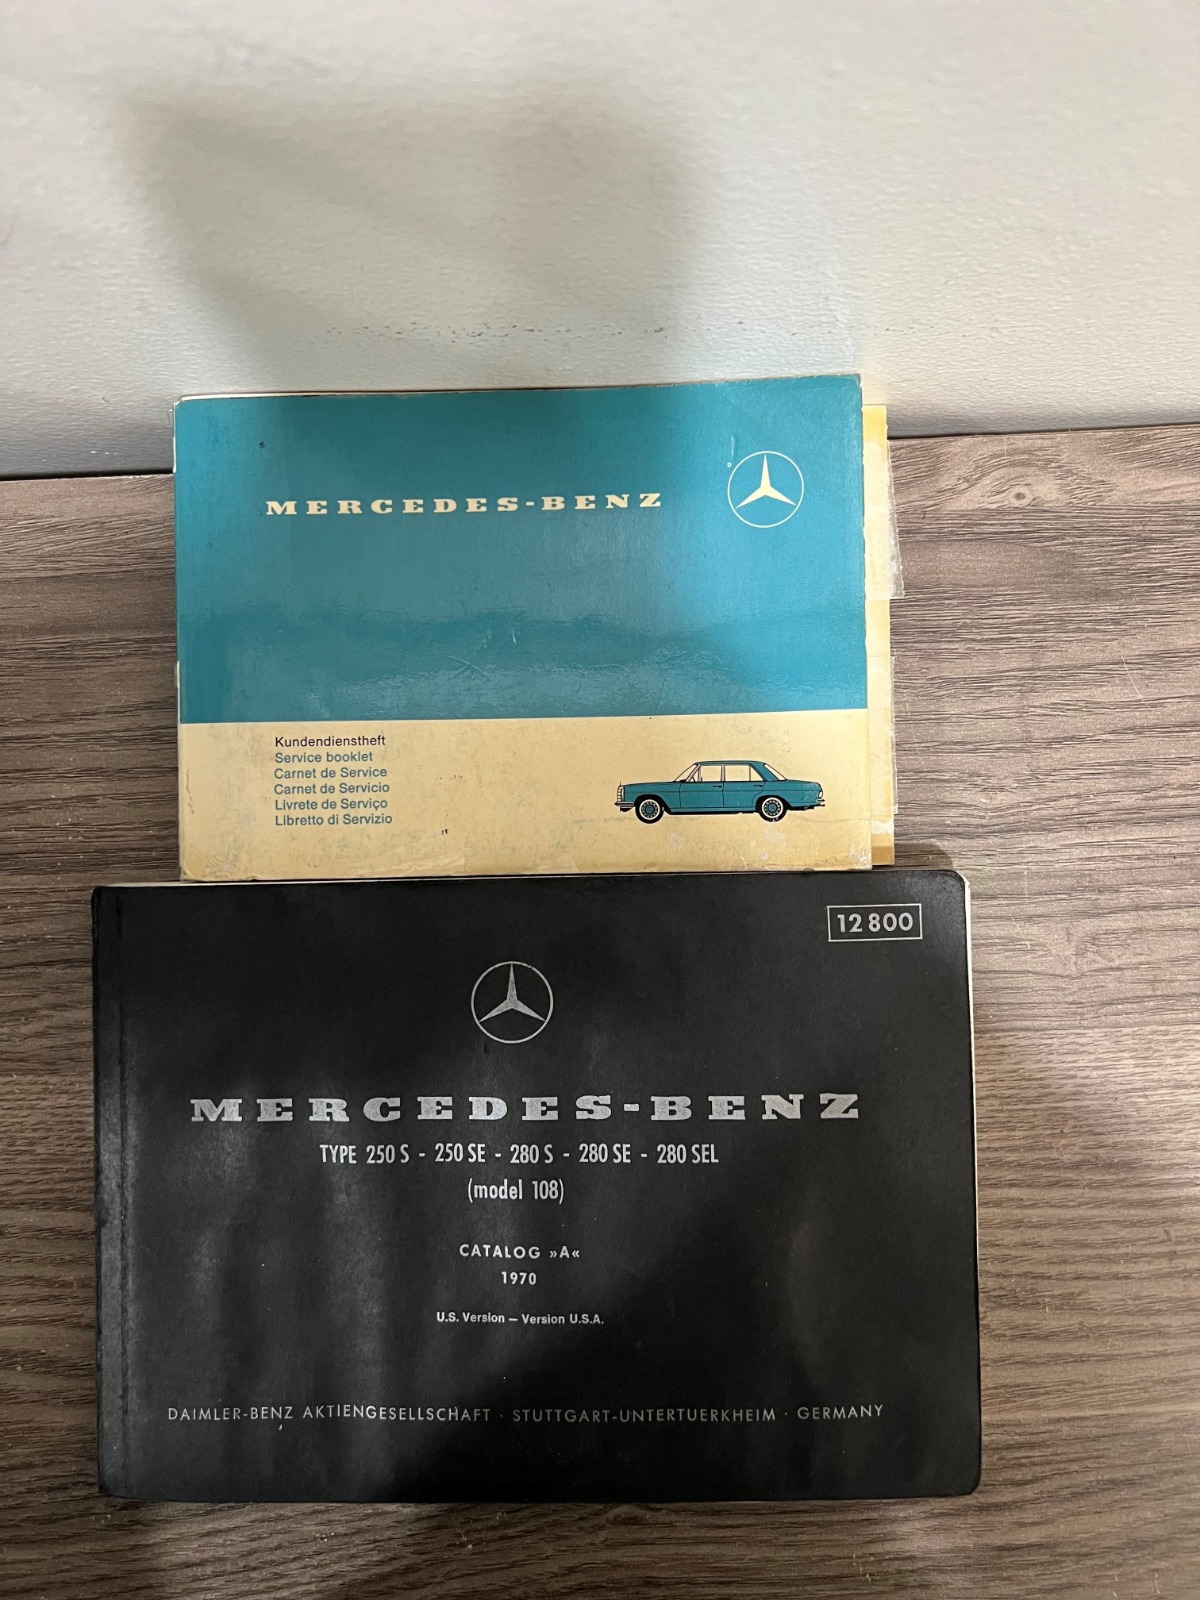 MERCEDES-BENZ
Kundendienstheft
Service booklet
Carnet de Service
Carnet de Servicio
Livrete de Serviço
Libretto di Servizio
12 800
MERCEDES-BENZ
TYPE 250 S - 250 SE - 280 S - 280 SE - 280 SEL
(model 108)
CATALOG »A«
1970
U.S. Version — Version U.S.A.
DAIMLER-BENZ AKTIENGESELLSCHAFT · STUTTGART-UNTERTUERKHEIM · GERMANY